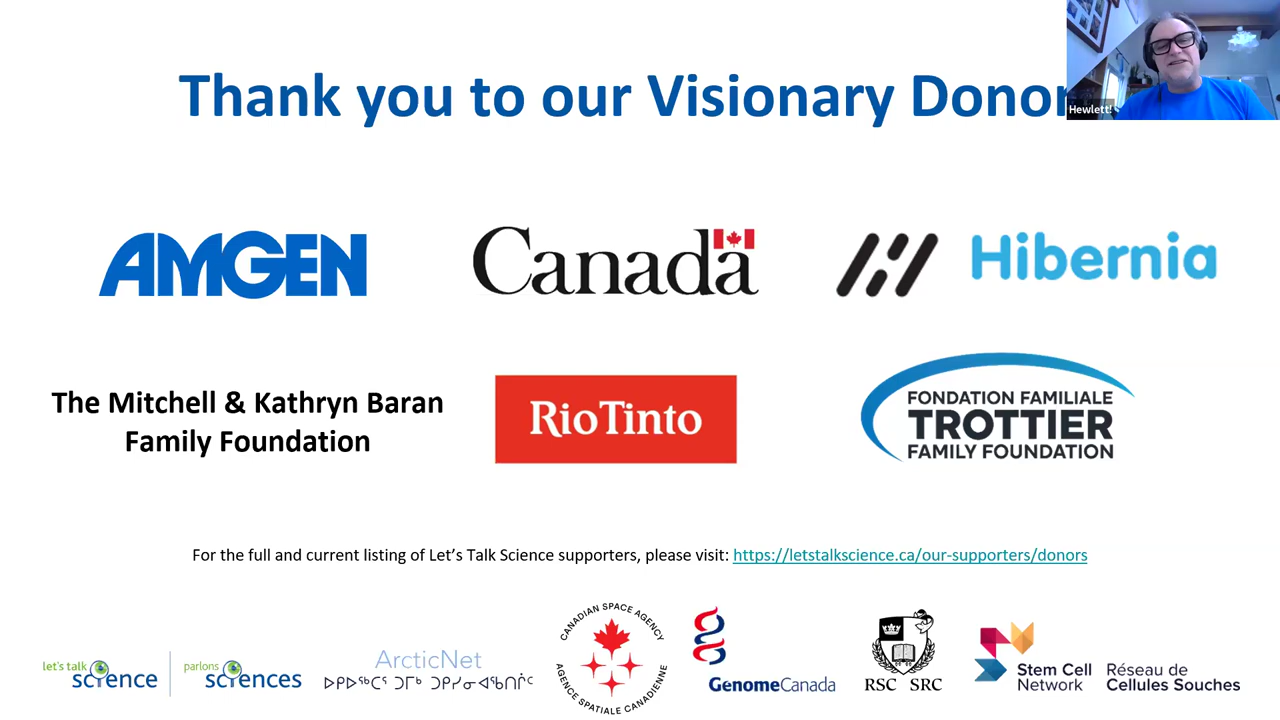 Thank you to our Visionary Donor
Hewlett!
AMGEN
Canada
Hibernia
The Mitchell & Kathryn Baran
Family Foundation
RioTinto
FONDATION FAMILIALE
TROTTIER
FAMILY FOUNDATION
For the full and current listing of Let's Talk Science supporters, please visit: https://letstalkscience.ca/our-supporters/donors
let's talk
science
parlons
sciences
ArcticNet
ᐅᑭᐅᖅᑕᖅ ᑐᒥᒃ ᑐᑭᓯᓂᐊᖃᑎᒌᑦ
CANADIAN SPACE AGENCY
AGENCE SPATIALE CANADIENNE
GenomeCanada
RSC SRC
Stem Cell
Network
Réseau de
Cellules Souches